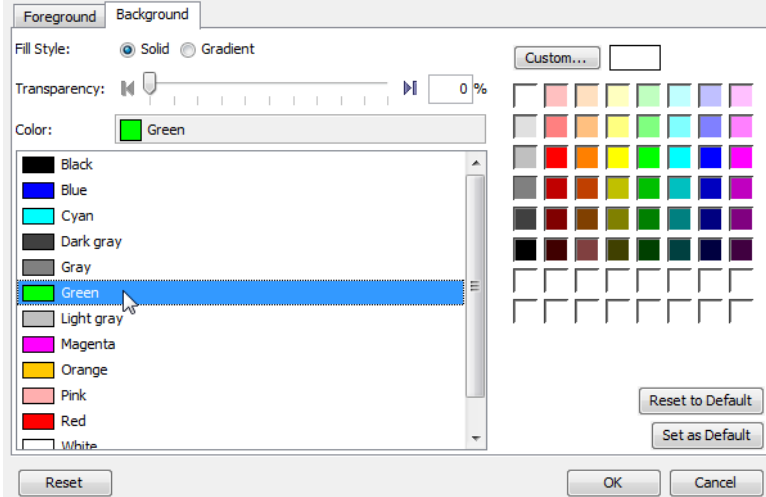 Foreground Background
Fill Style: Solid Gradient
Custom...
Transparency: 0 %
Color: Green
Black
Blue
Cyan
Dark gray
Gray
Green
Light gray
Magenta
Orange
Pink
Red
White
Reset to Default
Set as Default
Reset OK Cancel